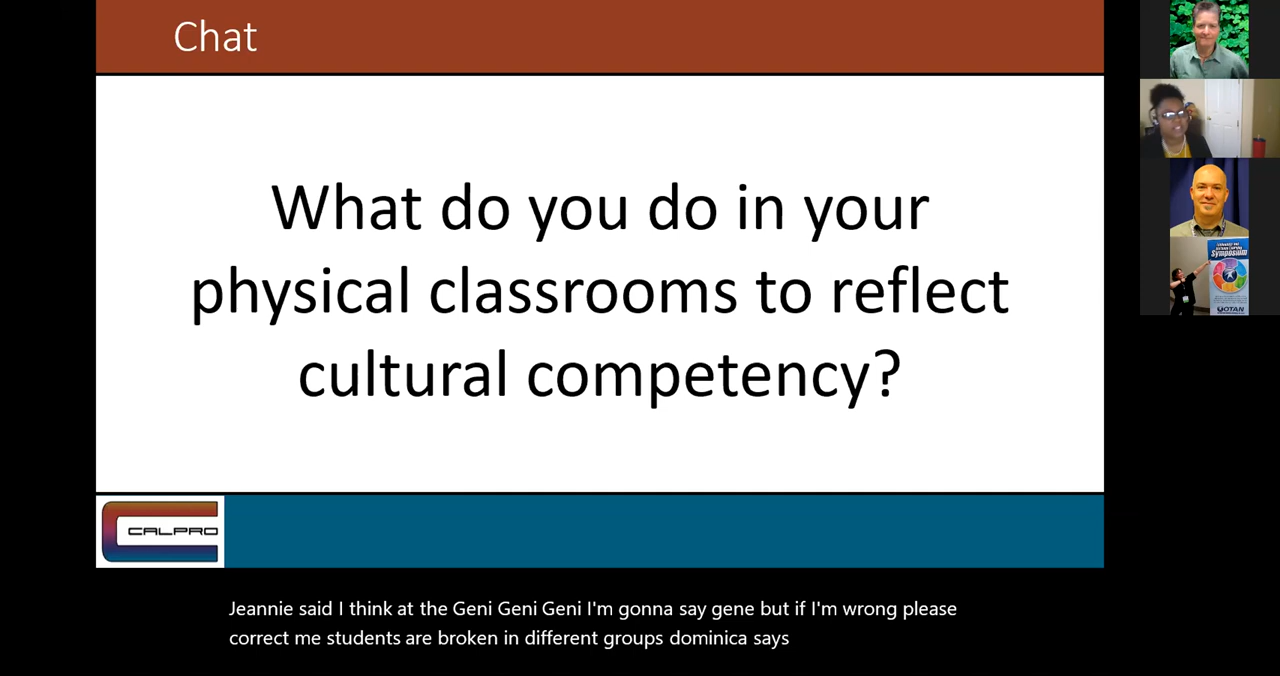 Chat
What do you do in your
physical classrooms to reflect
cultural competency?
CALPRO
Symposium
OTAN
Jeannie said I think at the Geni Geni Geni I'm gonna say gene but if I'm wrong please
correct me students are broken in different groups dominica says